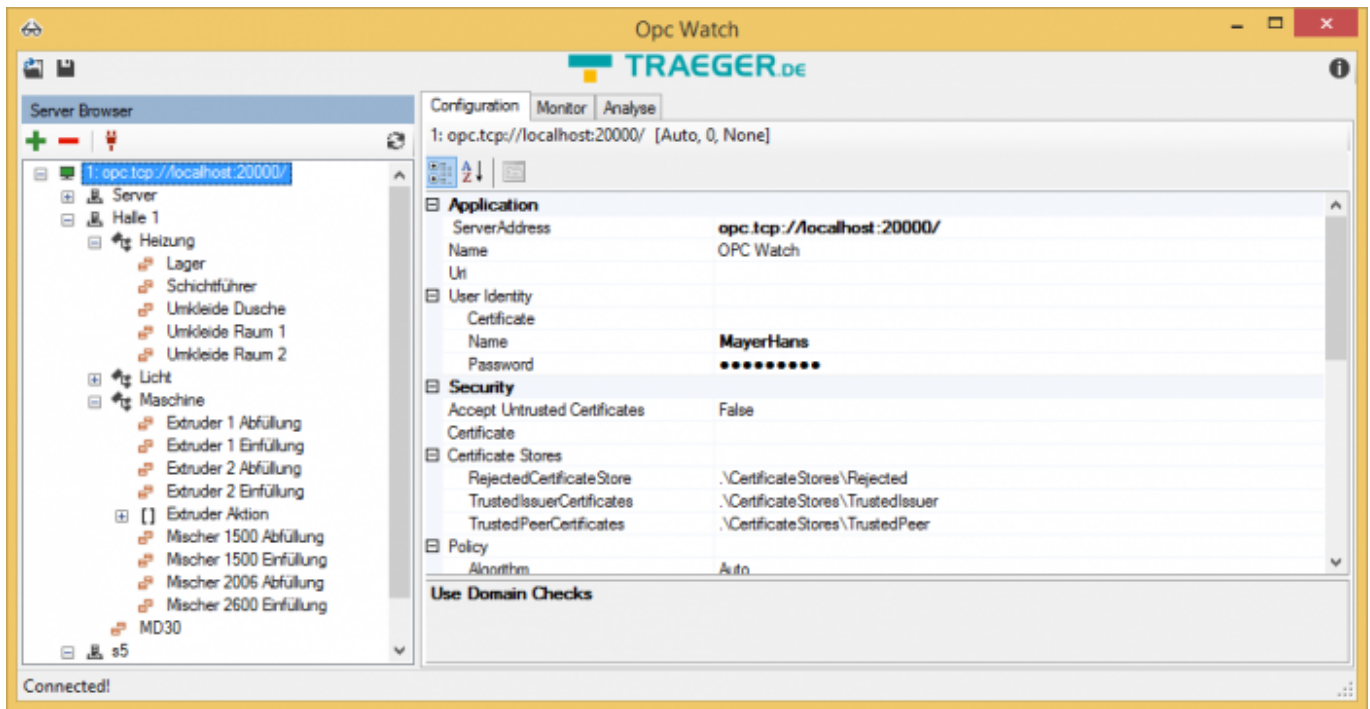 Opc Watch
TRAEGER.DE
Server Browser
1: opc.tcp://localhost:20000/
Server
Halle 1
Heizung
Lager
Schichtführer
Umkleide Dusche
Umkleide Raum 1
Umkleide Raum 2
Licht
Maschine
Extruder 1 Abfüllung
Extruder 1 Einfüllung
Extruder 2 Abfüllung
Extruder 2 Einfüllung
[] Extruder Aktion
Mischer 1500 Abfüllung
Mischer 1500 Einfüllung
Mischer 2006 Abfüllung
Mischer 2600 Einfüllung
MD30
s5
Configuration Monitor Analyse
1: opc.tcp://localhost:20000/ [Auto, 0, None]
Application
ServerAddress opc.tcp://localhost:20000/
Name OPC Watch
Uri
User Identity
Certificate
Name MayerHans
Password ●●●●●●●●●
Security
Accept Untrusted Certificates False
Certificate
Certificate Stores
RejectedCertificateStore .\CertificateStores\Rejected
TrustedIssuerCertificates .\CertificateStores\TrustedIssuer
TrustedPeerCertificates .\CertificateStores\TrustedPeer
Policy
Algorithm Auto
Use Domain Checks
Connected!